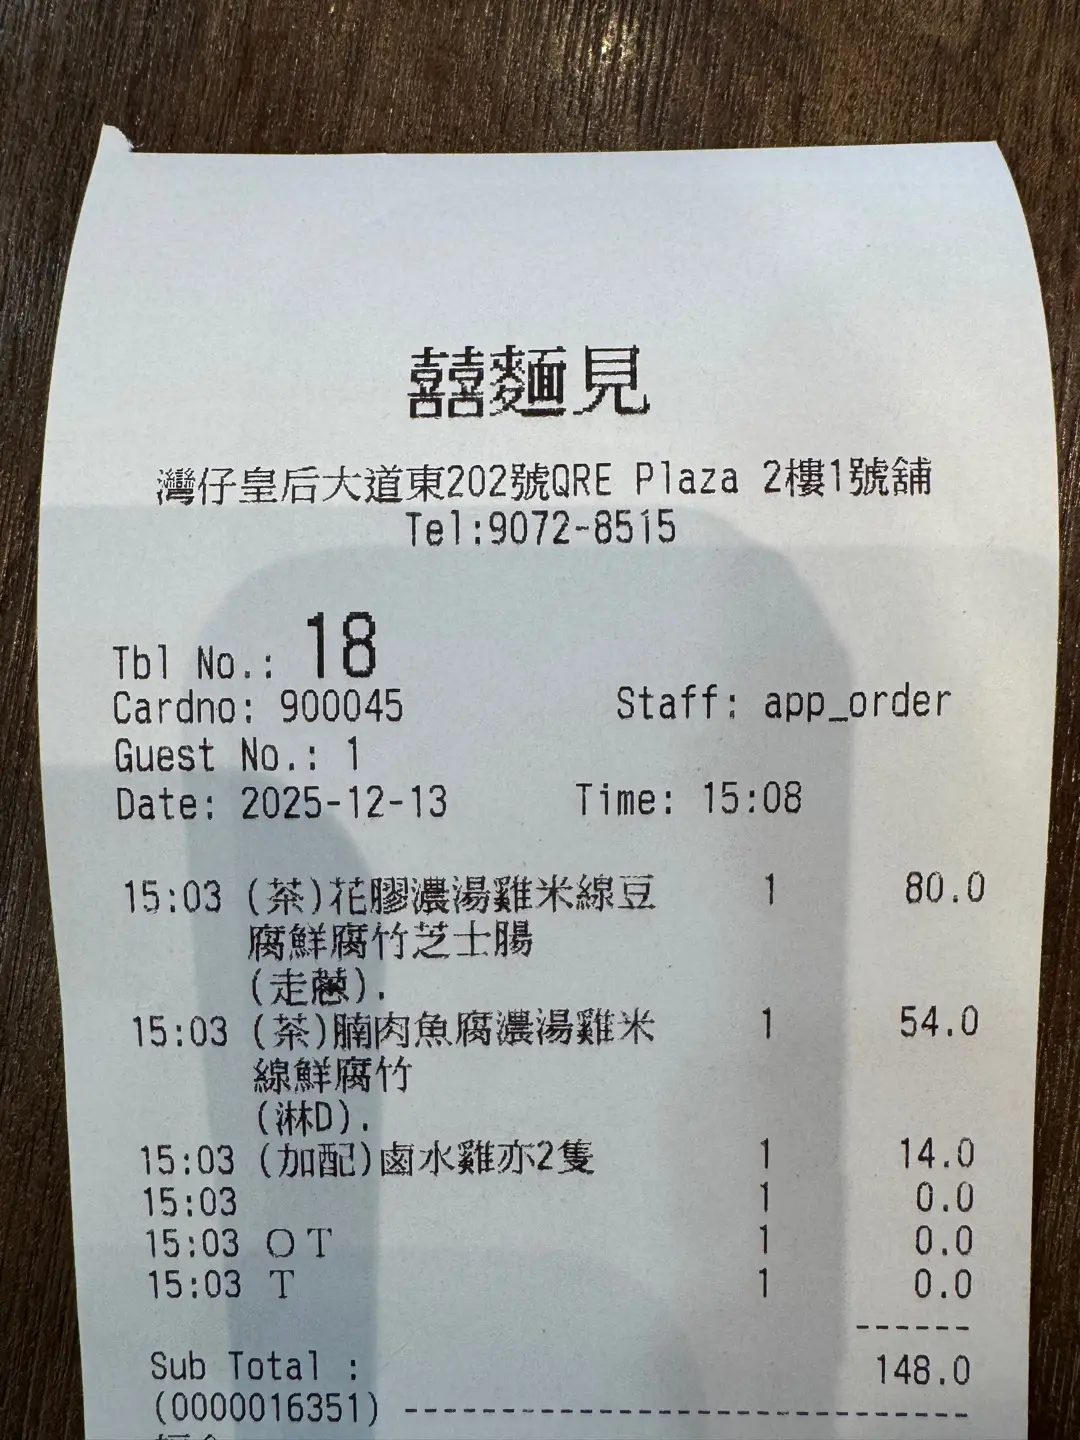 囍麵見
灣仔皇后大道東202號QRE Plaza 2樓1號舖
Tel:9072-8515
Tbl No.: 18
Cardno: 900045 Staff: app_order
Guest No.: 1
Date: 2025-12-13 Time: 15:08
15:03 (茶)花膠濃湯雞米線豆 1 80.0
腐鮮腐竹芝士腸
(走蔥).
15:03 (茶)腩肉魚腐濃湯雞米 1 54.0
線鮮腐竹
(淋D).
15:03 (加配)鹵水雞亦2隻 1 14.0
15:03 1 0.0
15:03 OT 1 0.0
15:03 T 1 0.0
------
Sub Total : 148.0
(0000016351) ----------------------------